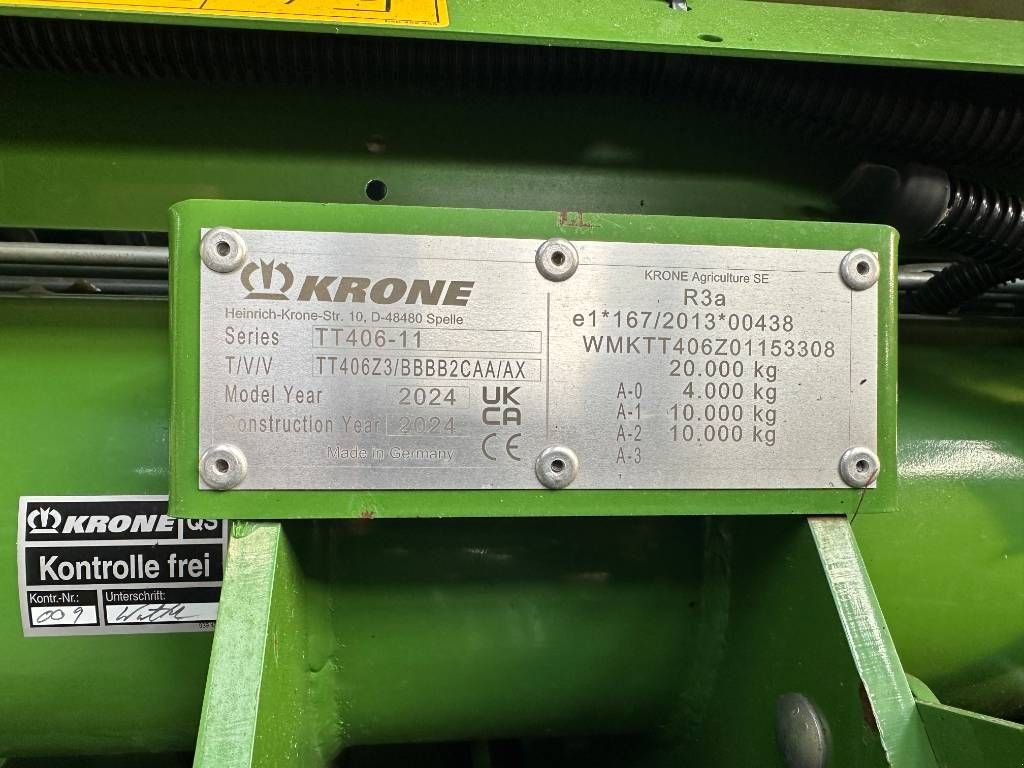 KRONE
Heinrich-Krone-Str. 10, D-48480 Spelle
Series TT406-11
T/V/V TT406Z3/BBBB2CAA/AX
Model Year 2024
Construction Year 2024
UK
CA
CE
Made in Germany
KRONE Agriculture SE
R3a
e1*167/2013*00438
WMKTT406Z01153308
20.000 kg
A-0 4.000 kg
A-1 10.000 kg
A-2 10.000 kg
A-3
KRONE QS
Kontrolle frei
Kontr.-Nr.: Unterschrift:
009